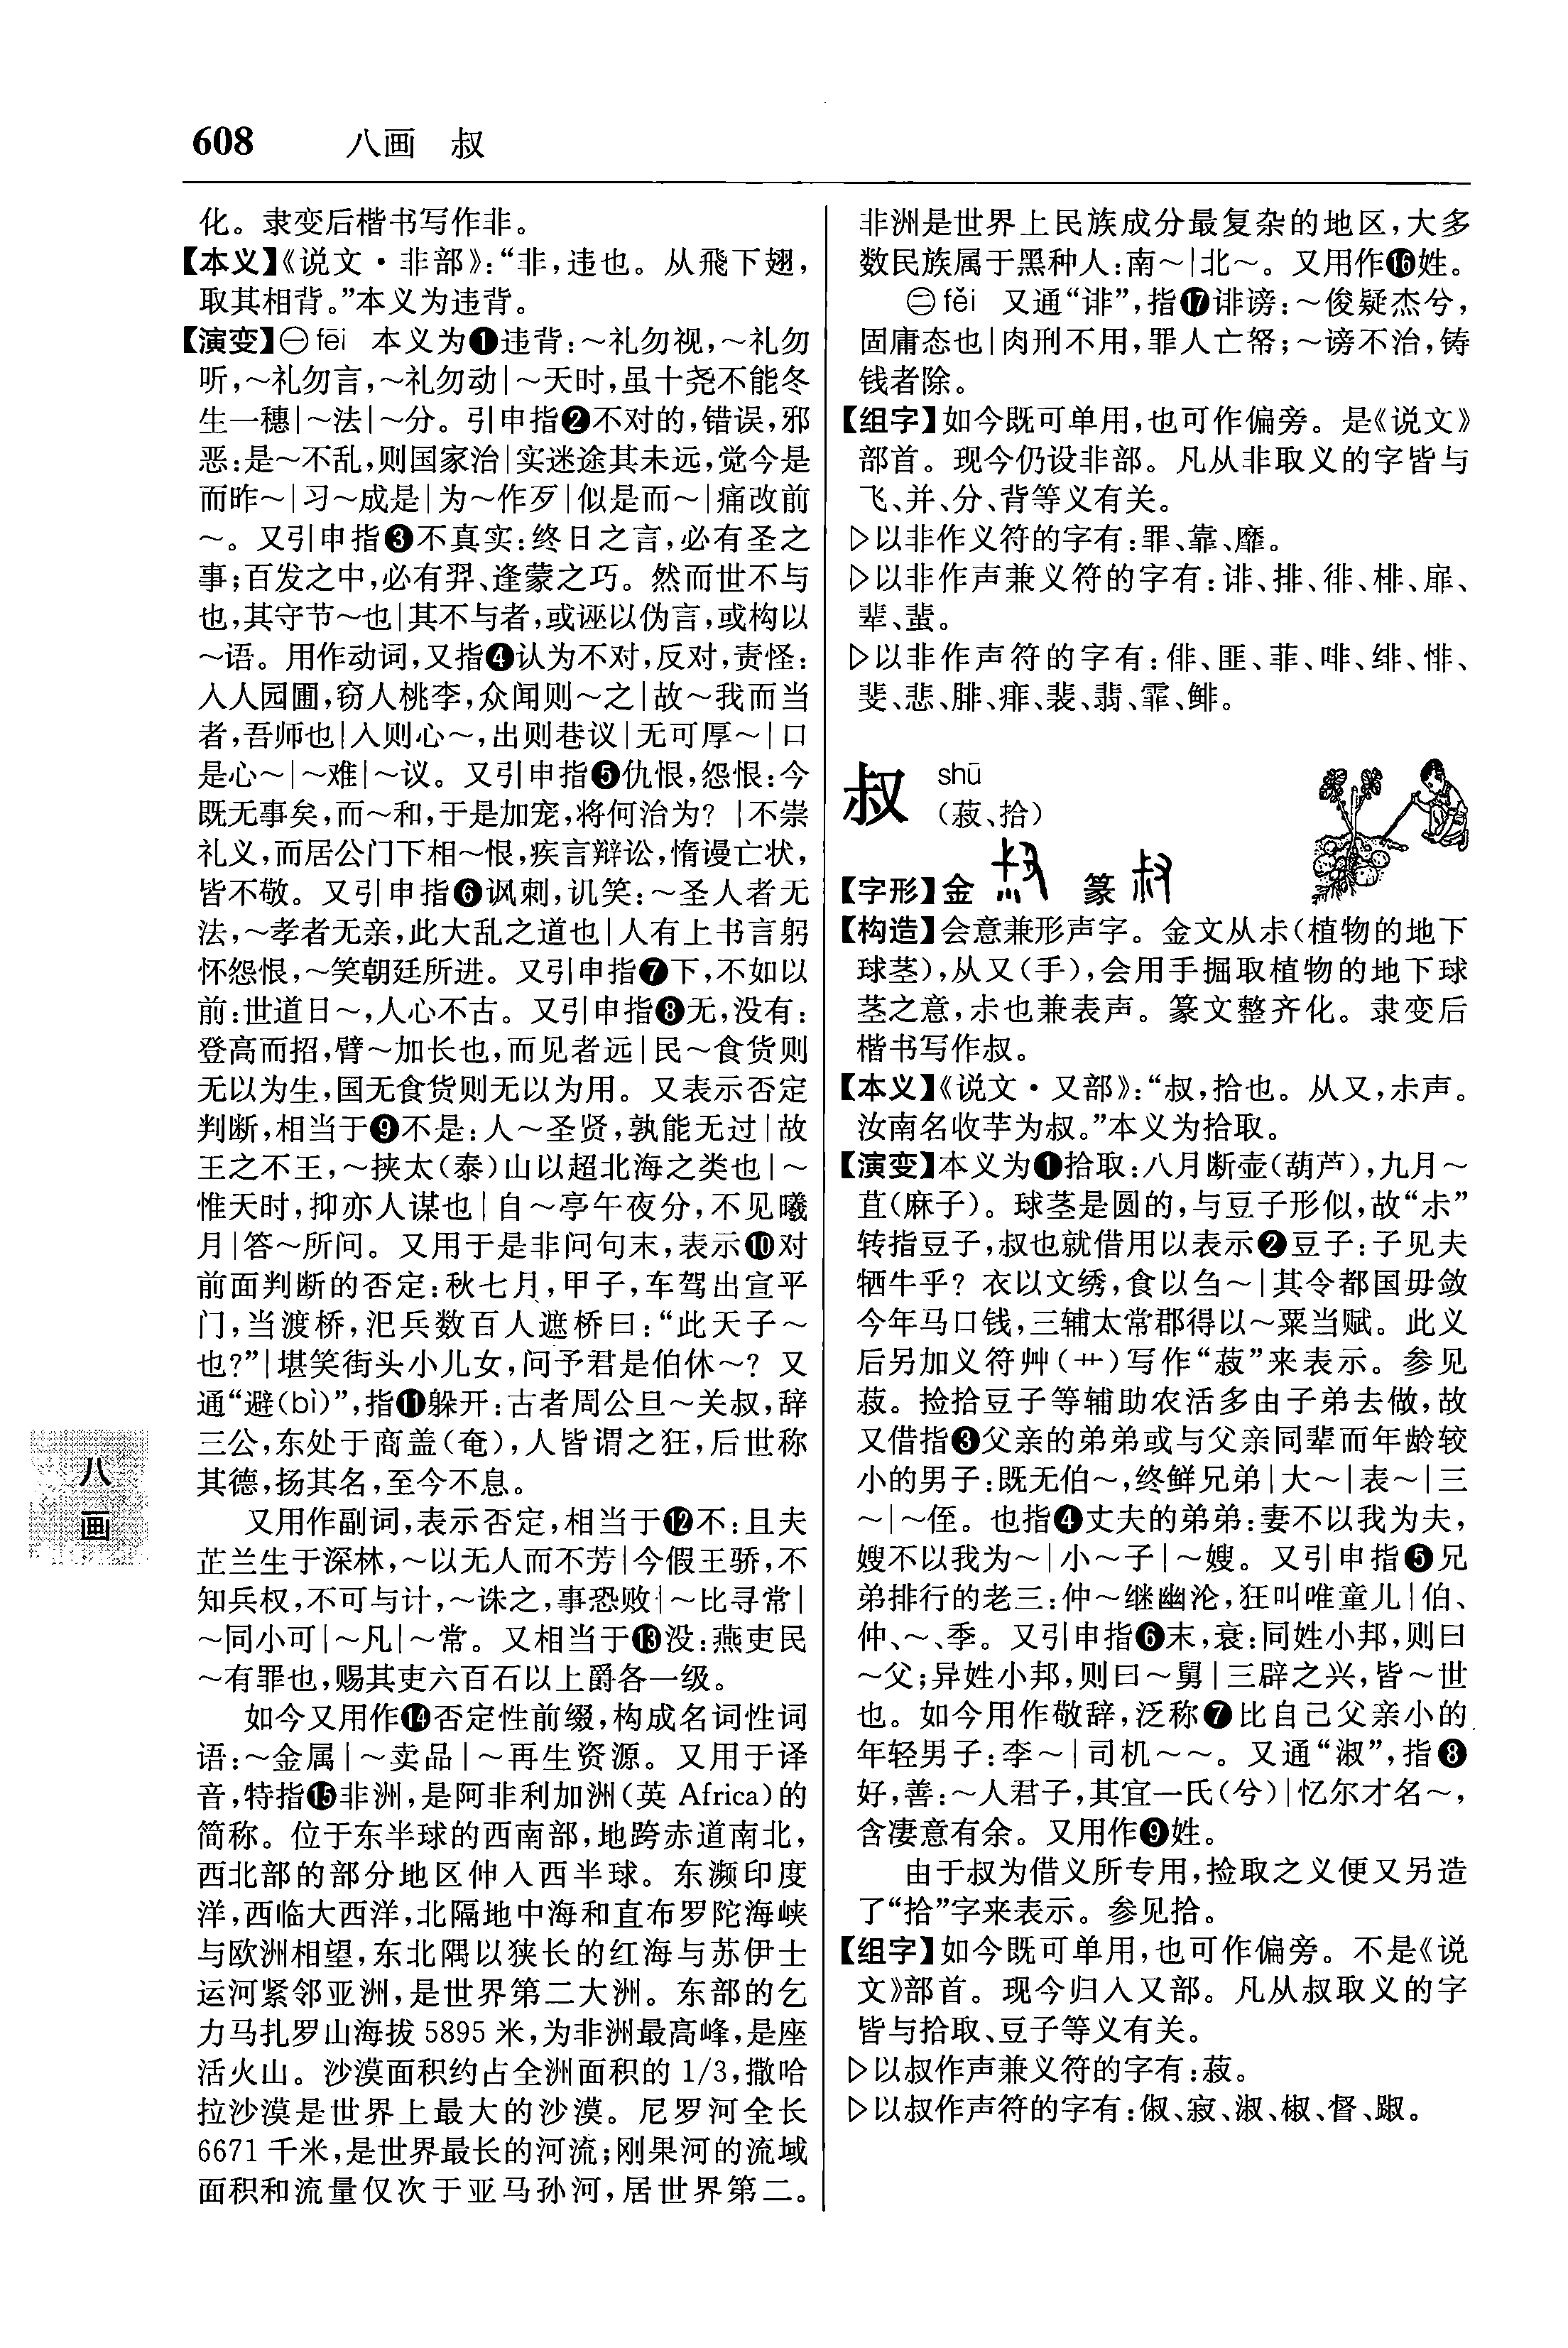 608 八画 叔
化。隶变后楷书写作非。
【本义】《说文·非部》:“非,违也。从飛下翅,
取其相背。”本义为违背。
【演变】㊀fēi 本义为❶违背:~礼勿视,~礼勿
听,~礼勿言,~礼勿动|~天时,虽十尧不能冬
生一穗|~法|~分。引申指❷不对的,错误,邪
恶:是~不乱,则国家治|实迷途其未远,觉今是
而昨~|习~成是|为~作歹|似是而~|痛改前
~。又引申指❸不真实:终日之言,必有圣之
事;百发之中,必有羿、逢蒙之巧。然而世不与
也,其守节~也|其不与者,或诬以伪言,或构以
~语。用作动词,又指❹认为不对,反对,责怪:
入人园圃,窃人桃李,众闻则~之|故~我而当
者,吾师也|入则心~,出则巷议|无可厚~|口
是心~|~难|~议。又引申指❺仇恨,怨恨:今
既无事矣,而~和,于是加宠,将何治为?|不崇
礼义,而居公门下相~恨,疾言辩讼,惰谩亡状,
皆不敬。又引申指❻讽刺,讥笑:~圣人者无
法,~孝者无亲,此大乱之道也|人有上书言躬
怀怨恨,~笑朝廷所进。又引申指❼下,不如以
前:世道日~,人心不古。又引申指❽无,没有:
登高而招,臂~加长也,而见者远|民~食货则
无以为生,国无食货则无以为用。又表示否定
判断,相当于❾不是:人~圣贤,孰能无过|故
王之不王,~挟太(泰)山以超北海之类也|~
惟天时,抑亦人谋也|自~亭午夜分,不见曦
月|答~所问。又用于是非问句末,表示❿对
前面判断的否定:秋七月,甲子,车驾出宣平
门,当渡桥,汜兵数百人遮桥曰:“此天子~
也?”|堪笑街头小儿女,问予君是伯休~?又
通“避(bì)”,指⓫躲开:古者周公旦~关叔,辞
三公,东处于商盖(奄),人皆谓之狂,后世称
其德,扬其名,至今不息。
又用作副词,表示否定,相当于⓬不:且夫
芷兰生于深林,~以无人而不芳|今假王骄,不
知兵权,不可与计,~诛之,事恐败|~比寻常|
~同小可|~凡|~常。又相当于⓭没:燕吏民
~有罪也,赐其吏六百石以上爵各一级。
如今又用作⓮否定性前缀,构成名词性词
语:~金属|~卖品|~再生资源。又用于译
音,特指⓯非洲,是阿非利加洲(英 Africa)的
简称。位于东半球的西南部,地跨赤道南北,
西北部的部分地区伸入西半球。东濒印度
洋,西临大西洋,北隔地中海和直布罗陀海峡
与欧洲相望,东北隅以狭长的红海与苏伊士
运河紧邻亚洲,是世界第二大洲。东部的乞
力马扎罗山海拔 5895 米,为非洲最高峰,是座
活火山。沙漠面积约占全洲面积的 1/3,撒哈
拉沙漠是世界上最大的沙漠。尼罗河全长
6671 千米,是世界最长的河流;刚果河的流域
面积和流量仅次于亚马孙河,居世界第二。
非洲是世界上民族成分最复杂的地区,大多
数民族属于黑种人:南~|北~。又用作⓰姓。
㊁fěi 又通“诽”,指⓱诽谤:~俊疑杰兮,
固庸态也|肉刑不用,罪人亡帑;~谤不治,铸
钱者除。
【组字】如今既可单用,也可作偏旁。是《说文》
部首。现今仍设非部。凡从非取义的字皆与
飞、并、分、背等义有关。
▷以非作义符的字有:罪、靠、靡。
▷以非作声兼义符的字有:诽、排、徘、棑、扉、
辈、蜚。
▷以非作声符的字有:俳、匪、菲、啡、绯、悱、
斐、悲、腓、痱、裴、翡、霏、鲱。
叔 shū
(菽、拾)
【字形】金 篆
【构造】会意兼形声字。金文从尗(植物的地下
球茎),从又(手),会用手掘取植物的地下球
茎之意,尗也兼表声。篆文整齐化。隶变后
楷书写作叔。
【本义】《说文·又部》:“叔,拾也。从又,尗声。
汝南名收芋为叔。”本义为拾取。
【演变】本义为❶拾取:八月断壶(葫芦),九月~
苴(麻子)。球茎是圆的,与豆子形似,故“尗”
转指豆子,叔也就借用以表示❷豆子:子见夫
牺牛乎?衣以文绣,食以刍~|其令都国毋敛
今年马口钱,三辅太常郡得以~粟当赋。此义
后另加义符艸(艹)写作“菽”来表示。参见
菽。捡拾豆子等辅助农活多由子弟去做,故
又借指❸父亲的弟弟或与父亲同辈而年龄较
小的男子:既无伯~,终鲜兄弟|大~|表~|三
~|~侄。也指❹丈夫的弟弟:妻不以我为夫,
嫂不以我为~|小~子|~嫂。又引申指❺兄
弟排行的老三:仲~继幽沦,狂叫唯童儿|伯、
仲、~、季。又引申指❻末,衰:同姓小邦,则曰
~父;异姓小邦,则曰~舅|三辟之兴,皆~世
也。如今用作敬辞,泛称❼比自己父亲小的
年轻男子:李~|司机~~。又通“淑”,指❽
好,善:~人君子,其宜一氏(兮)|忆尔才名~,
含凄意有余。又用作❾姓。
由于叔为借义所专用,捡取之义便又另造
了“拾”字来表示。参见拾。
【组字】如今既可单用,也可作偏旁。不是《说
文》部首。现今归入又部。凡从叔取义的字
皆与拾取、豆子等义有关。
▷以叔作声兼义符的字有:菽。
▷以叔作声符的字有:俶、寂、淑、椒、督、踧。
八
画